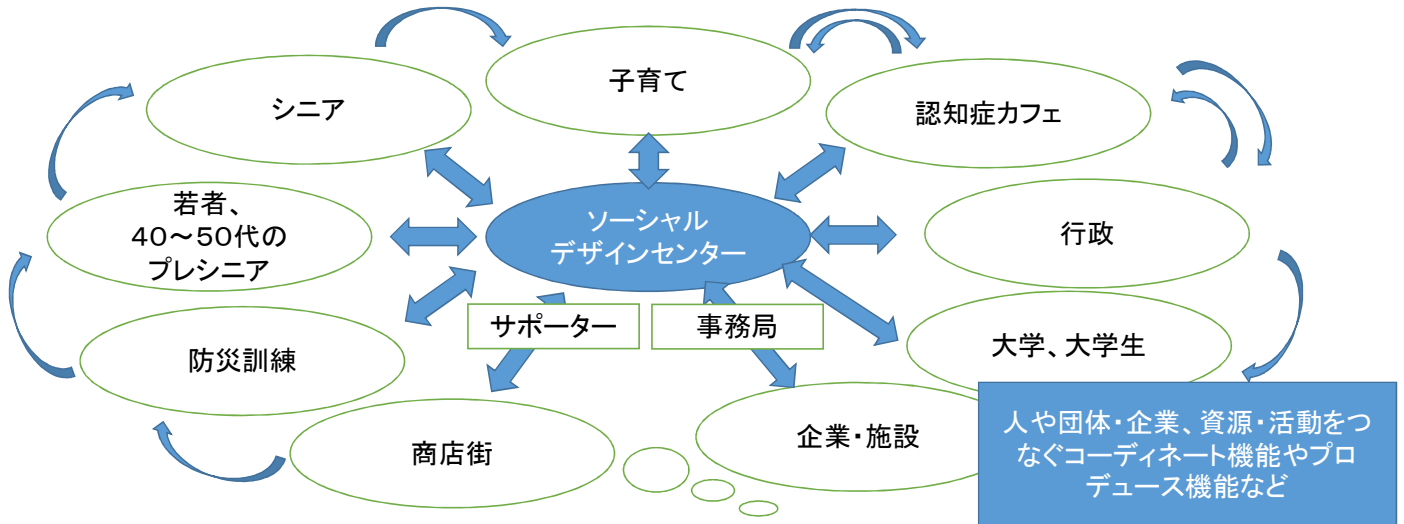 子育て
シニア
認知症カフェ
若者、
４０～５０代の
プレシニア
ソーシャル
デザインセンター
行政
サポーター
事務局
防災訓練
大学、大学生
商店街
企業・施設
人や団体・企業、資源・活動をつ
なぐコーディネート機能やプロ
デュース機能など